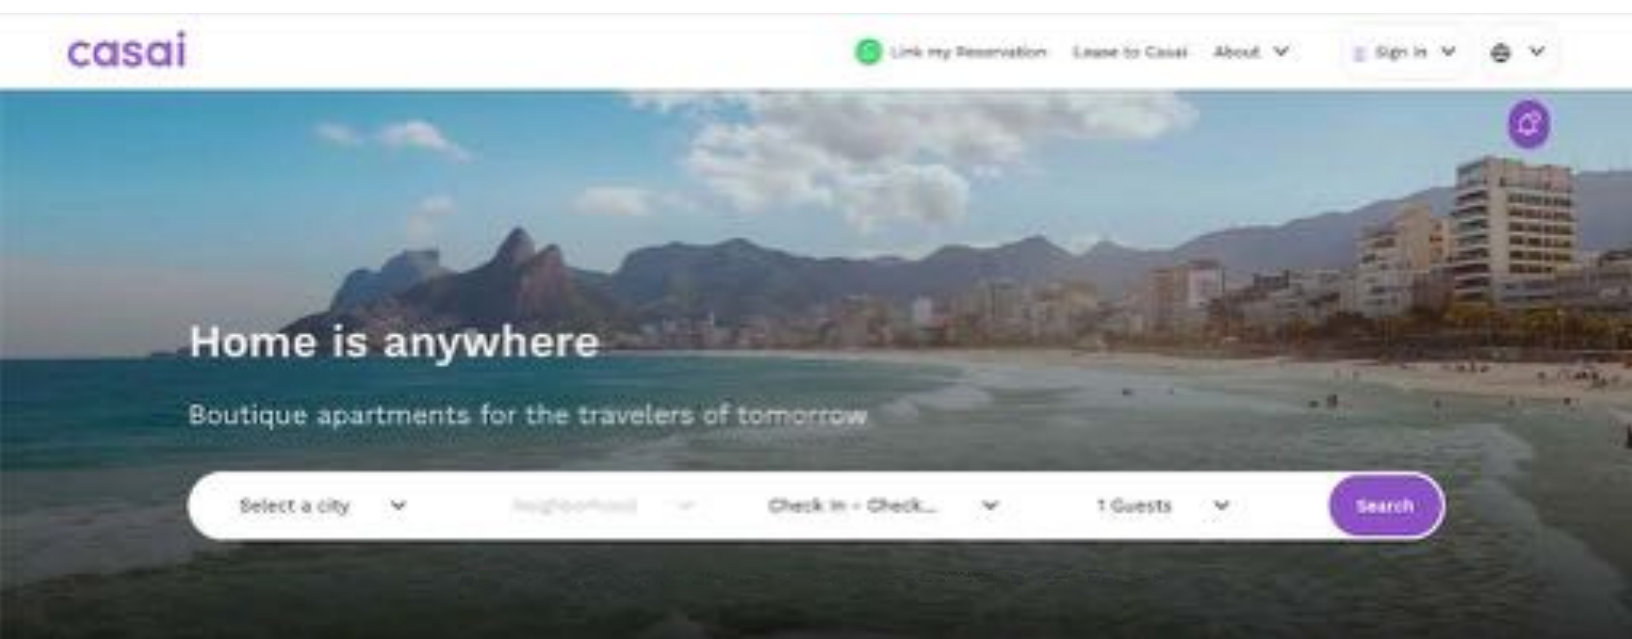 casai
Link my Reservation
Lease to Casai
About
Sign in
Home is anywhere
Boutique apartments for the travelers of tomorrow
Select a city
Neighborhood
Check in - Check...
1 Guests
Search